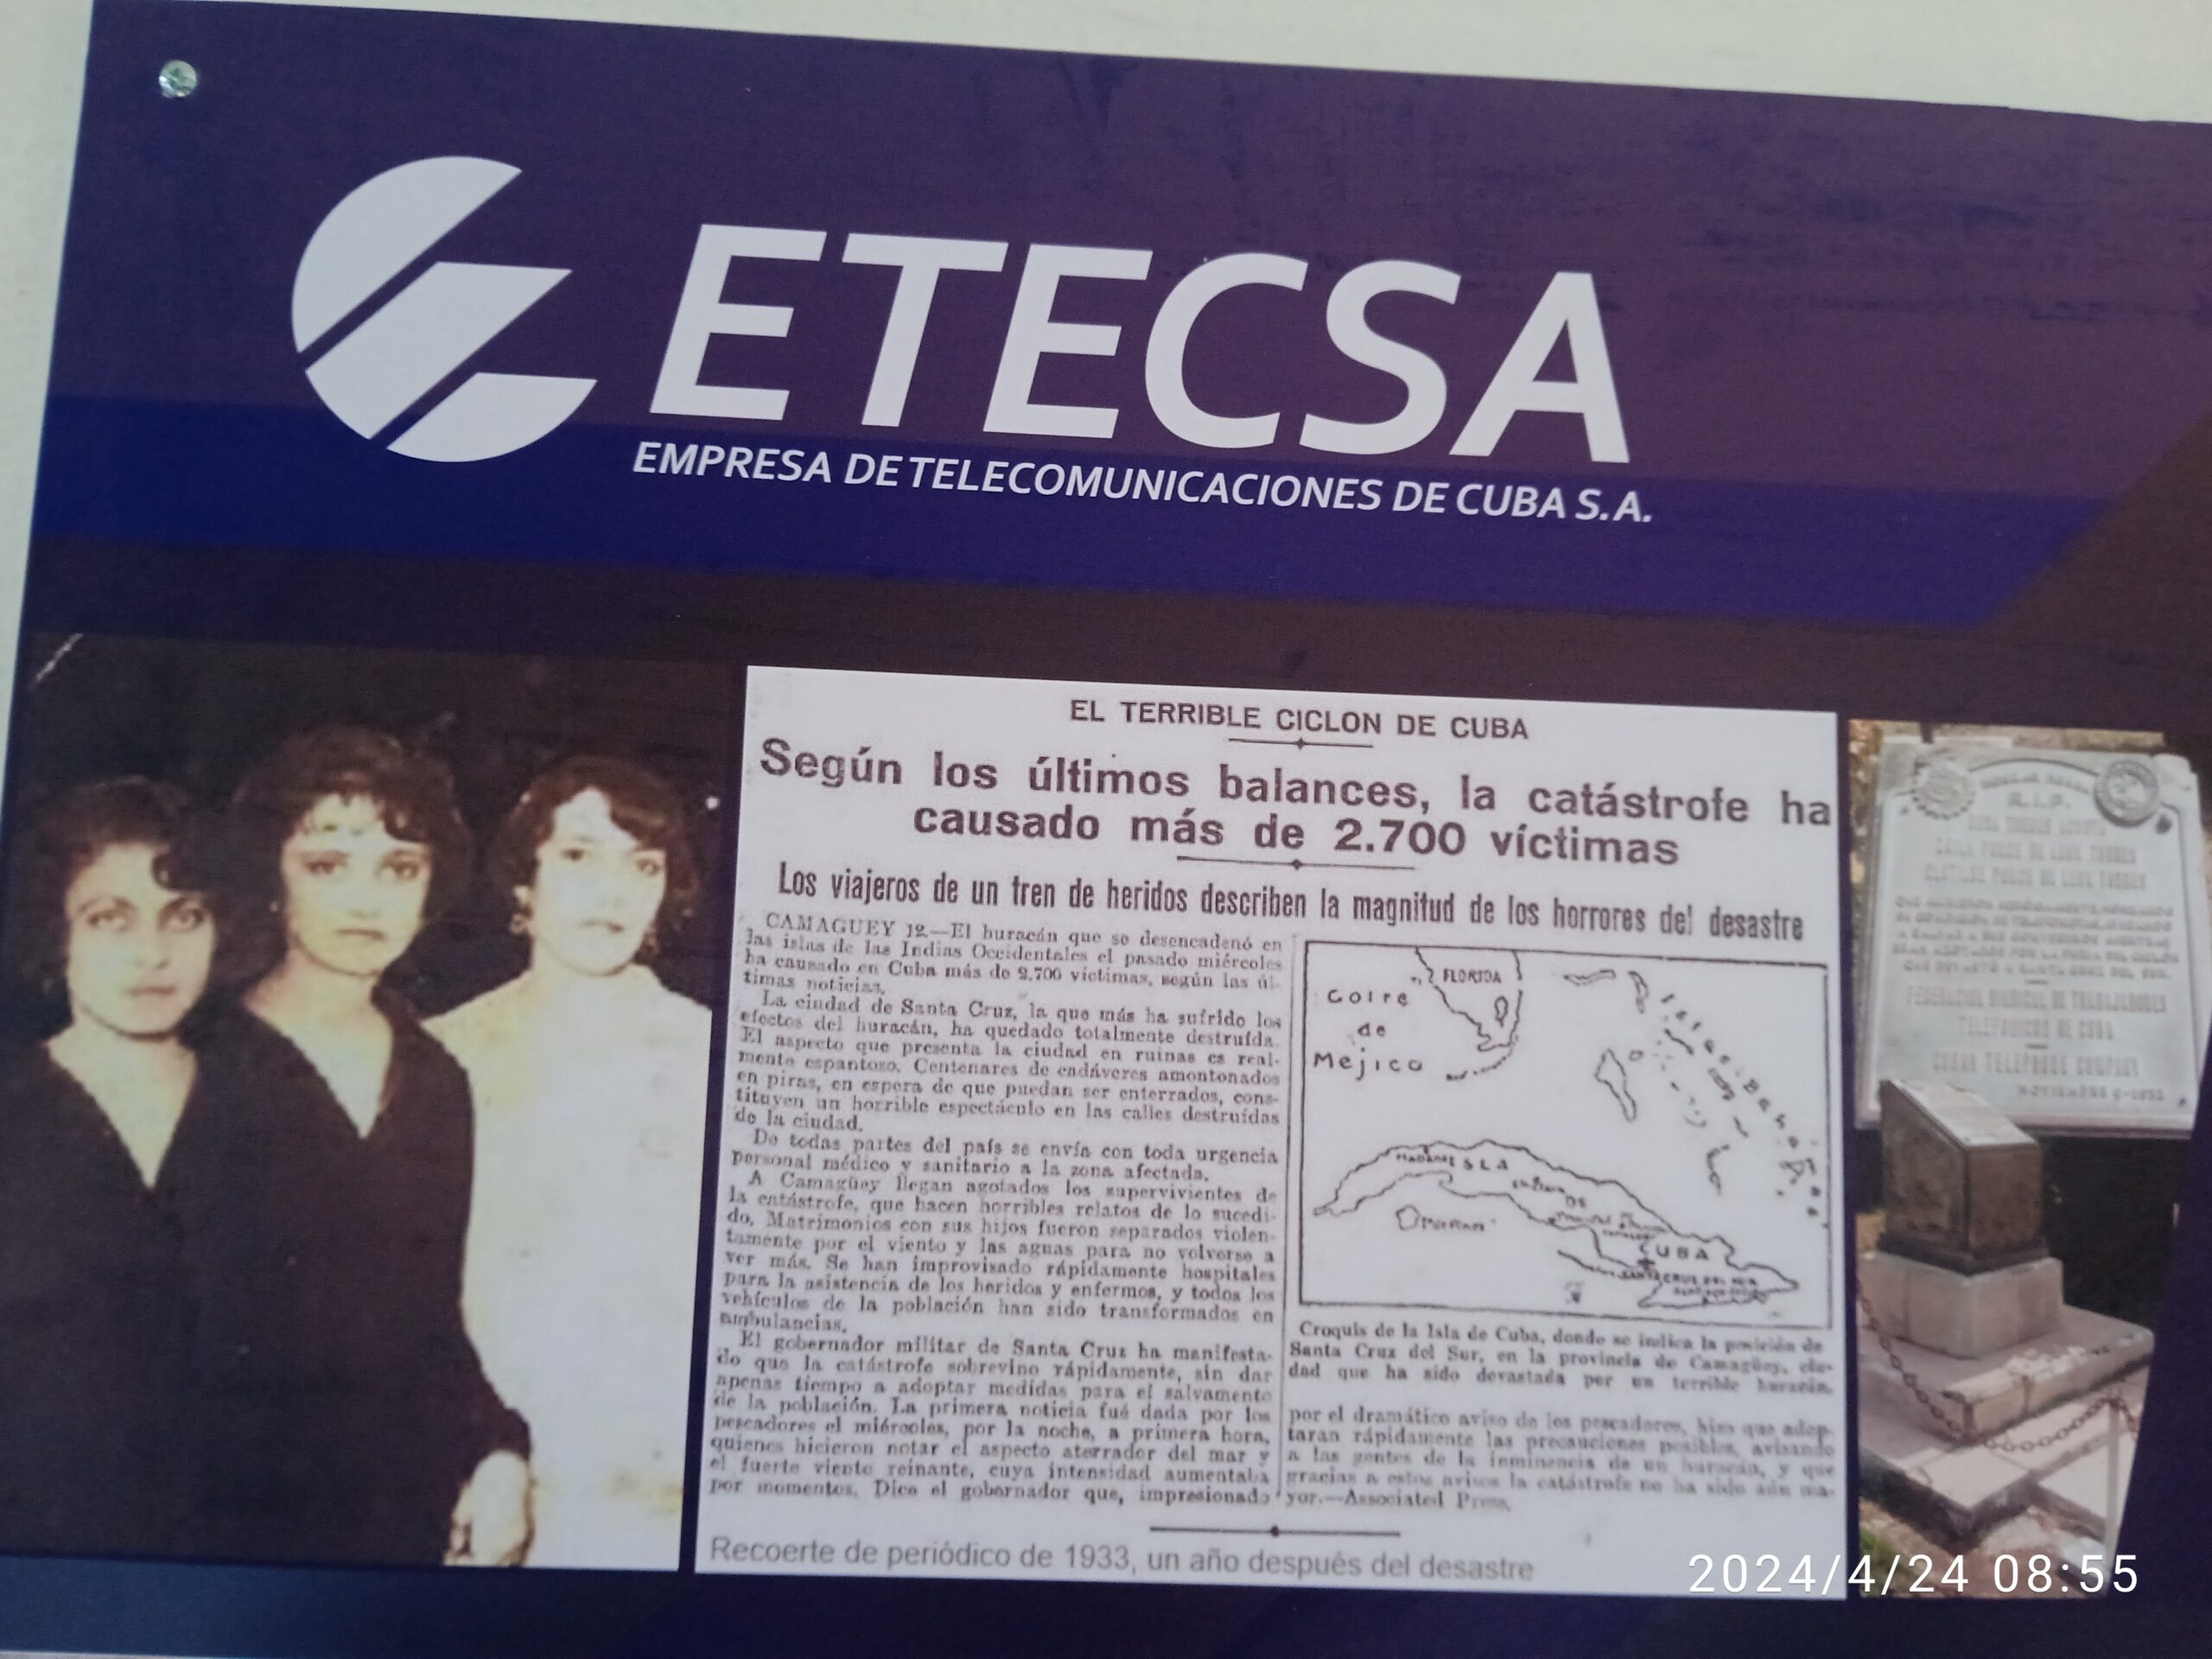 ETECSA
EMPRESA DE TELECOMUNICACIONES DE CUBA S.A.
EL TERRIBLE CICLON DE CUBA
Según los últimos balances, la catástrofe ha
causado más de 2.700 víctimas
Los viajeros de un tren de heridos describen la magnitud de los horrores del desastre
CAMAGUEY 12.—El huracán que se desencadenó en
las islas de las Indias Occidentales el pasado miércoles
ha causado en Cuba más de 2.700 víctimas, según las úl-
timas noticias.
La ciudad de Santa Cruz, la que más ha sufrido los
efectos del huracán, ha quedado totalmente destruída.
El aspecto que presenta la ciudad en ruinas es real-
mente espantoso. Centenares de cadáveres amontonados
en piras, en espera de que puedan ser enterrados, cons-
tituyen un horrible espectáculo en las calles destruídas
de la ciudad.
De todas partes del país se envía con toda urgencia
personal médico y sanitario a la zona afectada.
A Camagüey llegan agotados los supervivientes de
la catástrofe, que hacen horribles relatos de lo sucedi-
do. Matrimonios con sus hijos fueron separados violen-
tamente por el viento y las aguas para no volverse a
ver más. Se han improvisado rápidamente hospitales
para la asistencia de los heridos y enfermos, y todos los
vehículos de la población han sido transformados en
ambulancias.
El gobernador militar de Santa Cruz ha manifesta-
do que la catástrofe sobrevino rápidamente, sin dar
apenas tiempo a adoptar medidas para el salvamento
de la población. La primera noticia fué dada por los
pescadores el miércoles, por la noche, a primera hora,
quienes hicieron notar el aspecto aterrador del mar y
el fuerte viento reinante, cuya intensidad aumentaba
por momentos. Dice el gobernador que, impresionado
FLORIDA
Golfo
de
Mejico
Islas Bahamas
ISLA
DE
CUBA
SANTA CRUZ DEL SUR
Croquis de la Isla de Cuba, donde se indica la posición de
Santa Cruz del Sur, en la provincia de Camagüey, ciu-
dad que ha sido devastada por un terrible huracán.
por el dramático aviso de los pescadores, hizo que adop-
taran rápidamente las precauciones posibles, avisando
a las gentes de la inminencia de un huracán, y que
gracias a estos avisos la catástrofe no ha sido aún ma-
yor.—Associated Press.
Recoerte de periódico de 1933, un año después del desastre
R.I.P.
FEDERACION SINDICAL DE TRABAJADORES
TELEFONICOS DE CUBA
CUBAN TELEPHONE COMPANY
2024/4/24 08:55